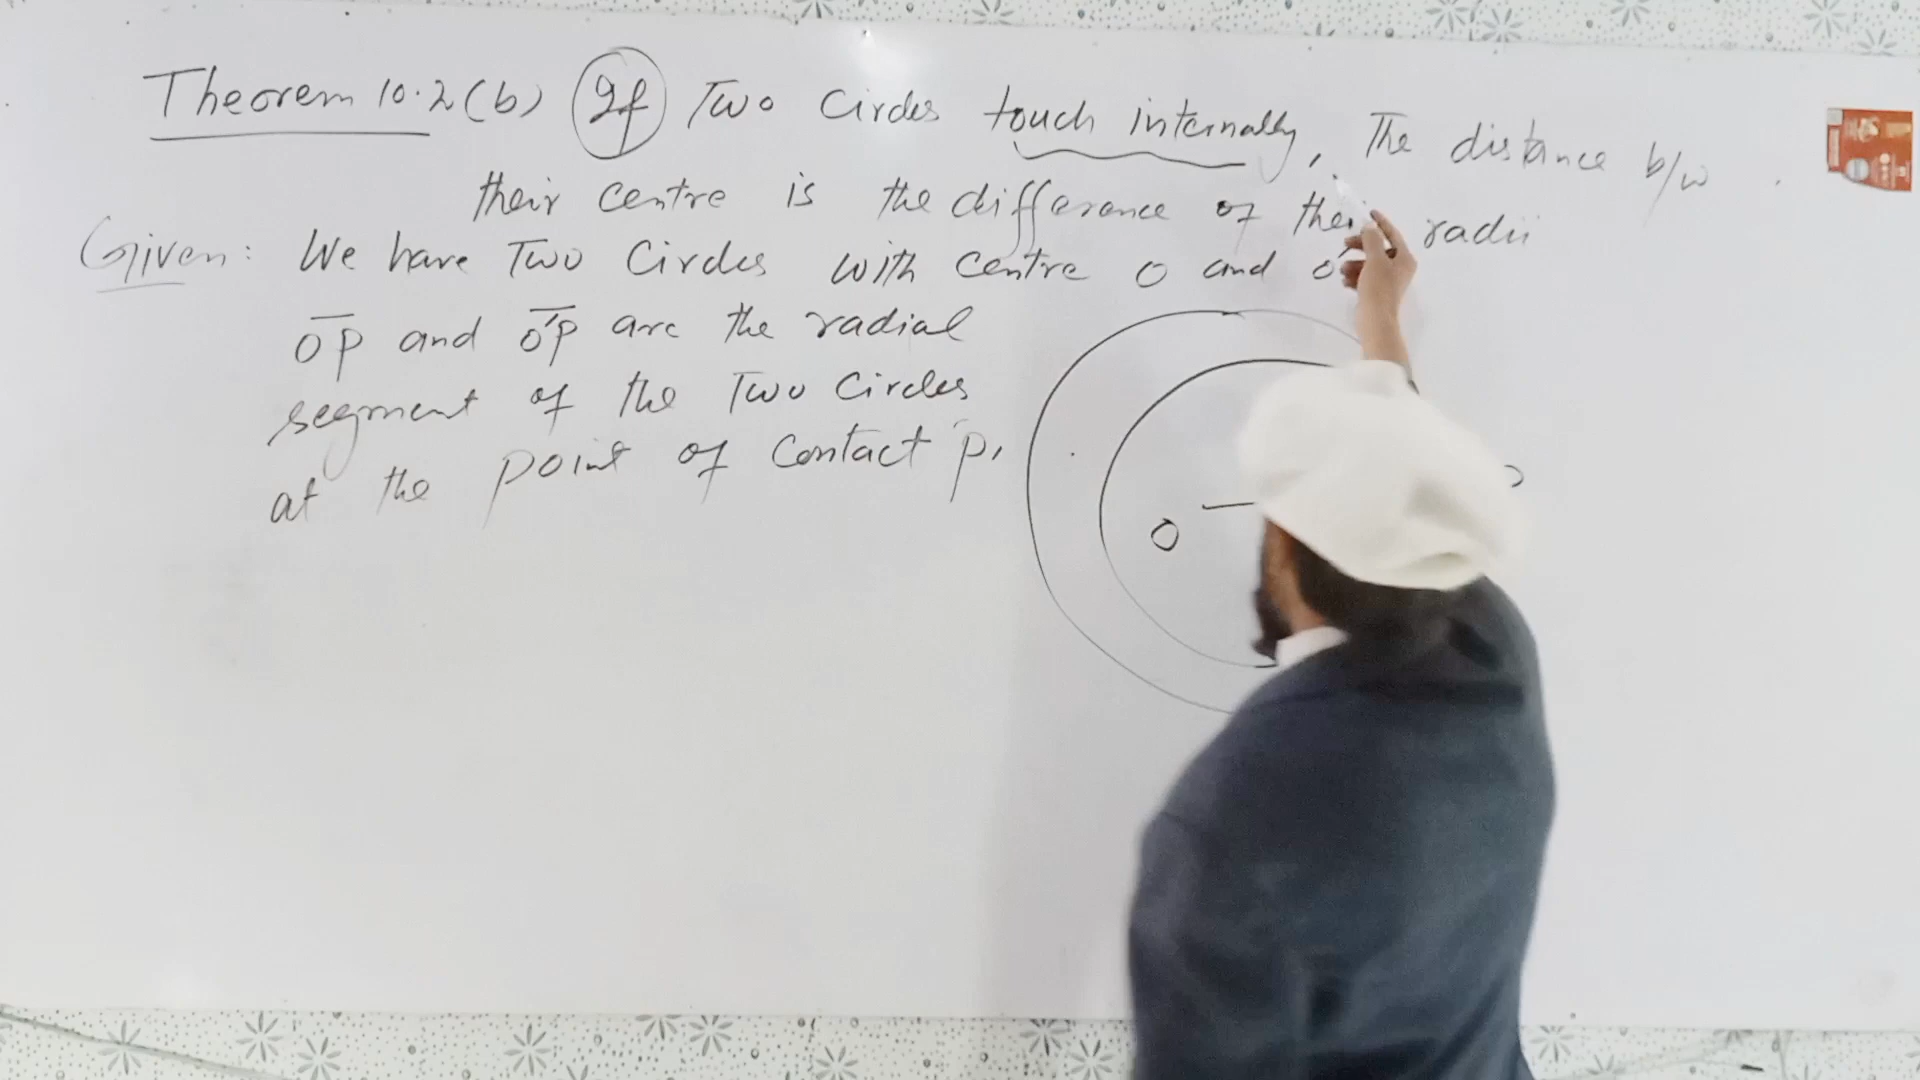 Theorem 10.2(b) If Two Circles touch internally, The distance b/w
their centre is the difference of their radii
Given: We have Two Circles with centre O and O'
O̅P̅ and O̅'̅P̅ are the radial
segment of the Two Circles
at the point of Contact P.
O